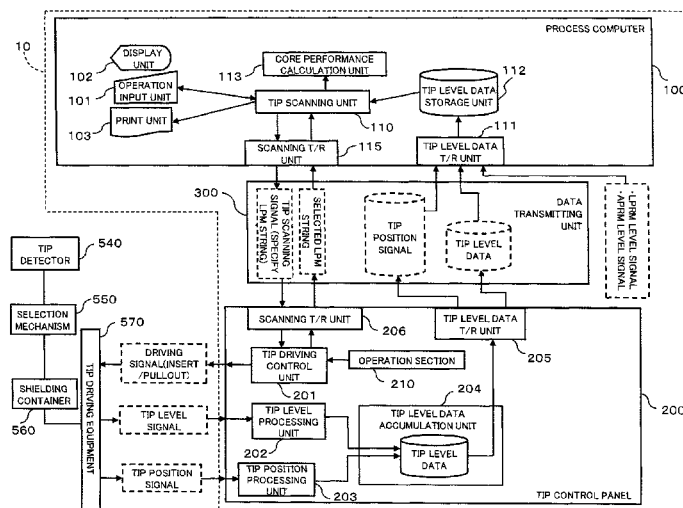 10
PROCESS COMPUTER
100
DISPLAY
UNIT
102
OPERATION
INPUT UNIT
101
PRINT UNIT
103
CORE PERFORMANCE
CALCULATION UNIT
113
TIP SCANNING
UNIT
110
TIP LEVEL DATA
STORAGE UNIT
112
SCANNING T/R
UNIT
115
TIP LEVEL DATA
T/R UNIT
111
300
DATA
TRANSMITTING
UNIT
TIP SCANNING
SIGNAL (SPECIFY
LPM STRING)
SELECTED LPM
STRING
TIP
POSITION
SIGNAL
TIP LEVEL
DATA
·LPRM LEVEL SIGNAL
·APRM LEVEL SIGNAL
TIP
DETECTOR
540
SELECTION
MECHANISM
550
SHIELDING
CONTAINER
560
570
TIP DRIVING EQUIPMENT
DRIVING
SIGNAL(INSERT
/PULLOUT)
TIP LEVEL
SIGNAL
TIP POSITION
SIGNAL
SCANNING T/R
UNIT
206
TIP LEVEL DATA
T/R UNIT
205
TIP DRIVING
CONTROL
UNIT
201
OPERATION SECTION
210
204
TIP LEVEL
PROCESSING
UNIT
202
TIP LEVEL DATA
ACCUMULATION UNIT
TIP LEVEL
DATA
TIP POSITION
PROCESSING
UNIT
203
200
TIP CONTROL PANEL